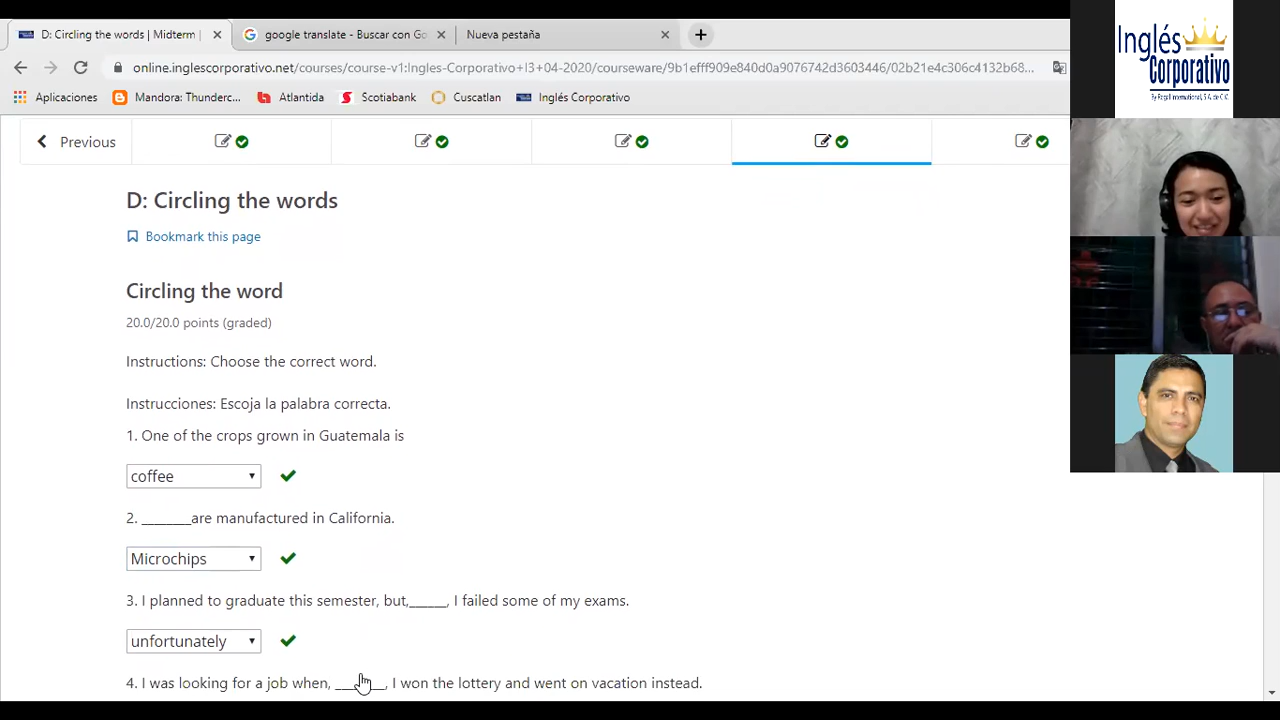 D: Circling the words | Midterm |
google translate - Buscar con Go
Nueva pestaña
online.inglescorporativo.net/courses/course-v1:Ingles-Corporativo+I3+04-2020/courseware/9b1efff909e840d0a9076742d3603446/02b21e4c306c4132b68...
Aplicaciones
Mandora: Thunderc...
Atlantida
Scotiabank
Guscaviri
Inglés Corporativo
Previous
D: Circling the words
Bookmark this page
Circling the word
20.0/20.0 points (graded)
Instructions: Choose the correct word.
Instrucciones: Escoja la palabra correcta.
1. One of the crops grown in Guatemala is
coffee
2. ________are manufactured in California.
Microchips
3. I planned to graduate this semester, but,______, I failed some of my exams.
unfortunately
4. I was looking for a job when, ________, I won the lottery and went on vacation instead.
Inglés
Corporativo